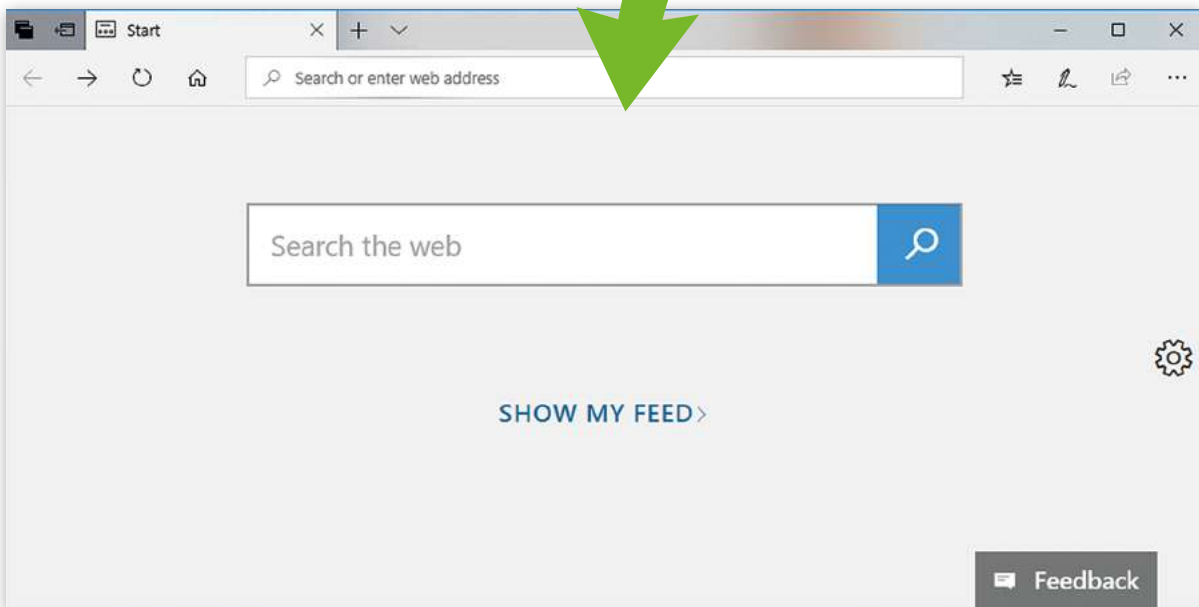 Start
Search or enter web address
Search the web
SHOW MY FEED
Feedback